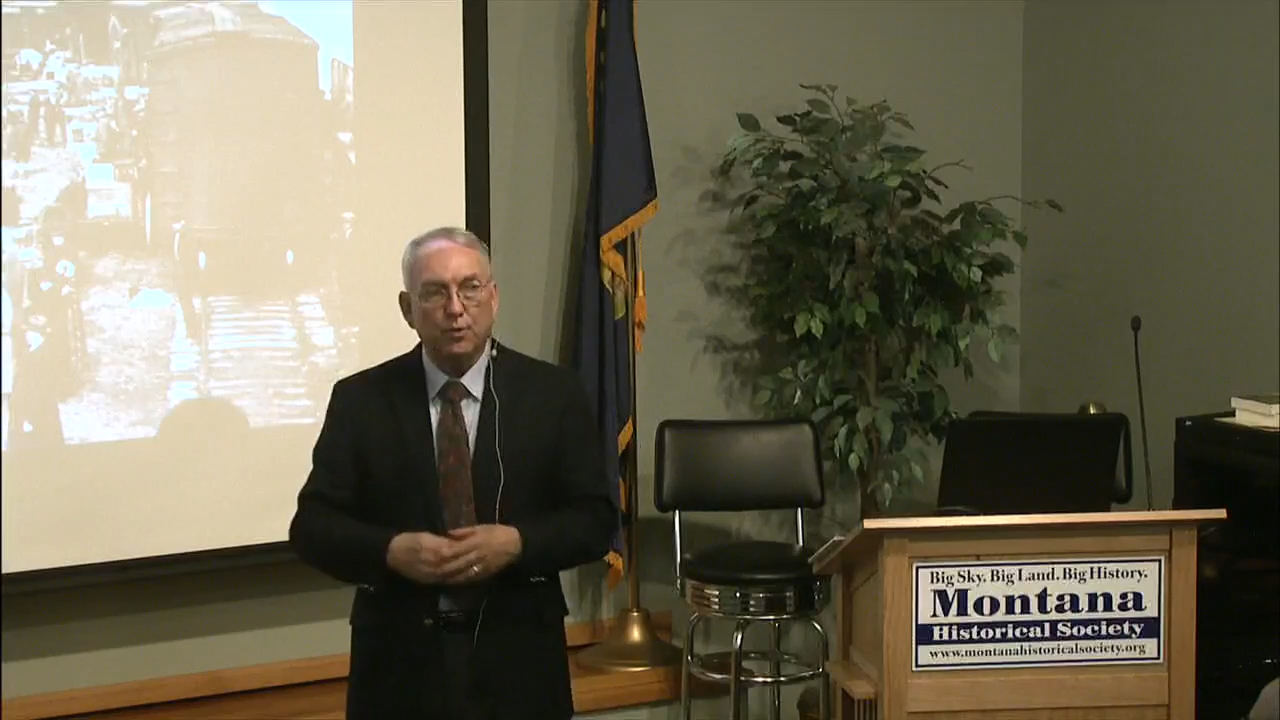 Big Sky. Big Land. Big History.
Montana
Historical Society
www.montanahistoricalsociety.org